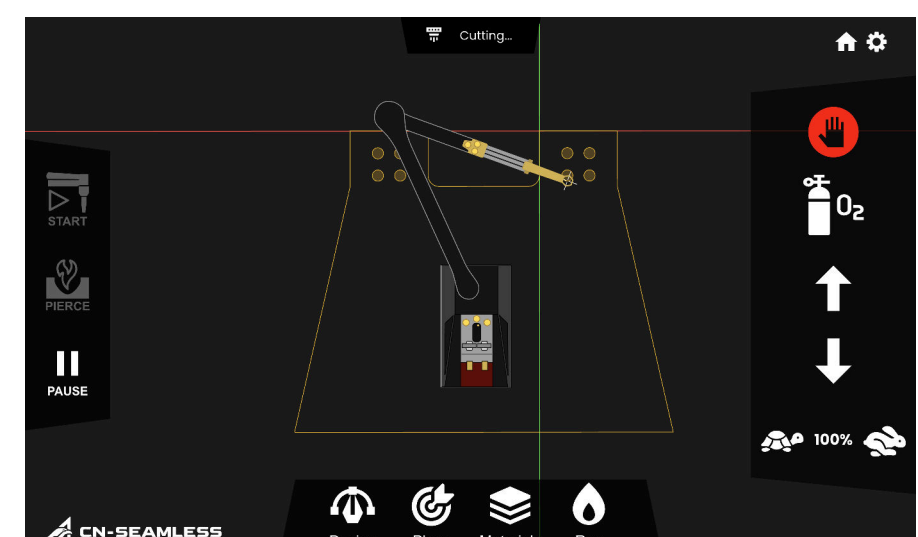 Cutting...
START
PIERCE
PAUSE
O₂
100%
CN-SEAMLESS